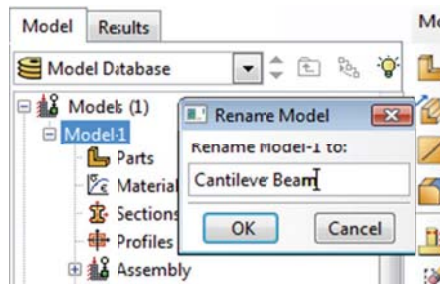 Model Results
Mo
Model Database
Models (1)
Model-1
Parts
Material
Sections
Profiles
Assembly
Rename Model
Rename Model-1 to:
Cantileve Beam
OK Cancel